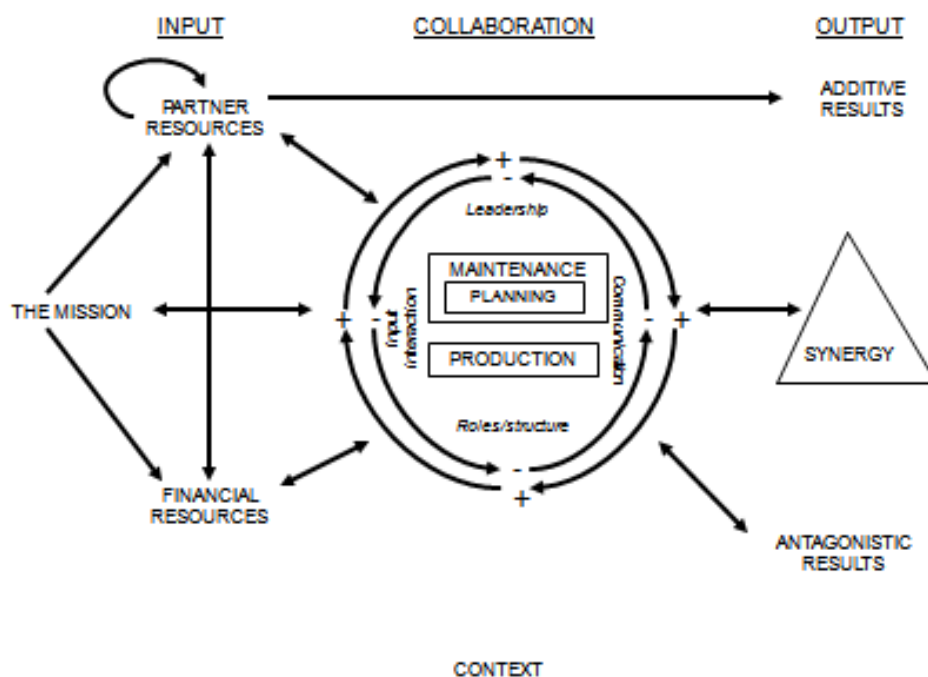 INPUT
COLLABORATION
OUTPUT
PARTNER
RESOURCES
ADDITIVE
RESULTS
+
-
Leadership
MAINTENANCE
PLANNING
THE MISSION
+
-
Input
interaction
Communication
-
+
SYNERGY
PRODUCTION
Roles/structure
-
+
FINANCIAL
RESOURCES
ANTAGONISTIC
RESULTS
CONTEXT